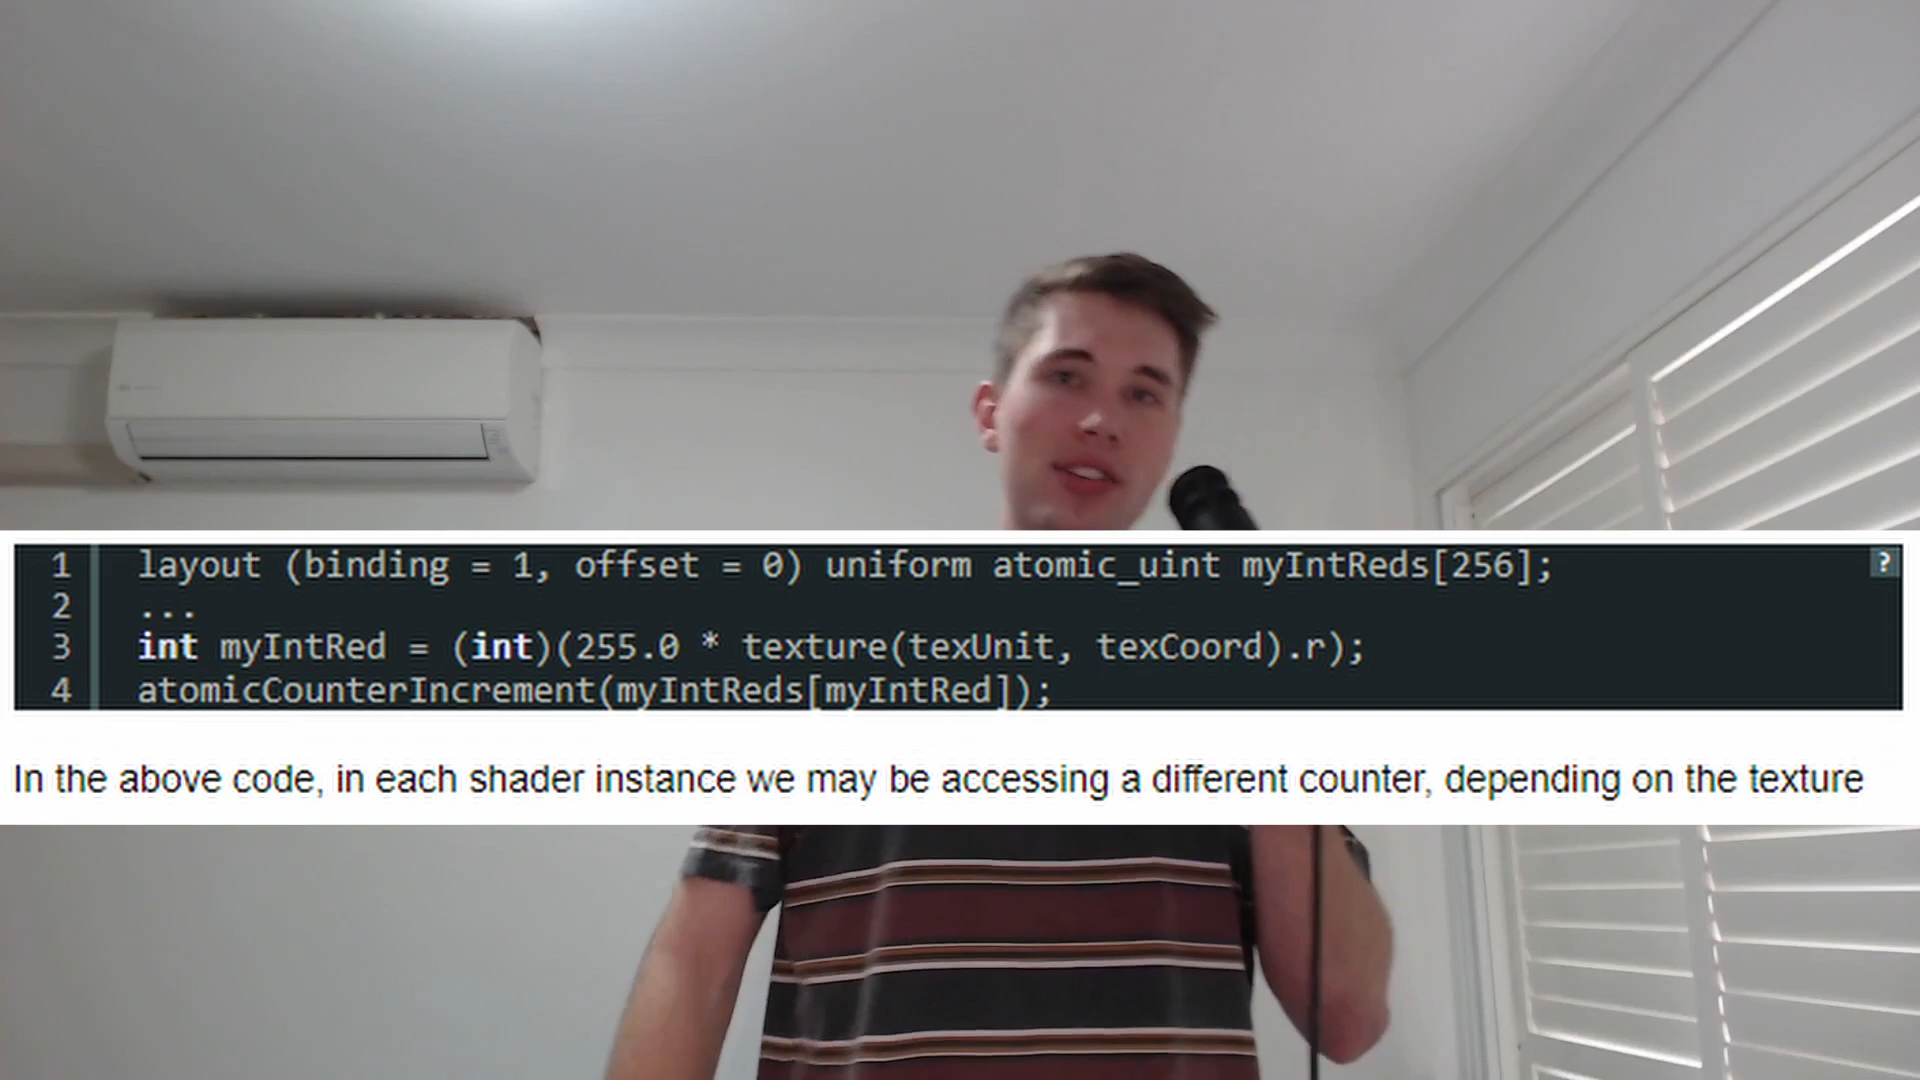 1 layout (binding = 1, offset = 0) uniform atomic_uint myIntReds[256];
?
2 ...
3 int myIntRed = (int)(255.0 * texture(texUnit, texCoord).r);
4 atomicCounterIncrement(myIntReds[myIntRed]);
In the above code, in each shader instance we may be accessing a different counter, depending on the texture